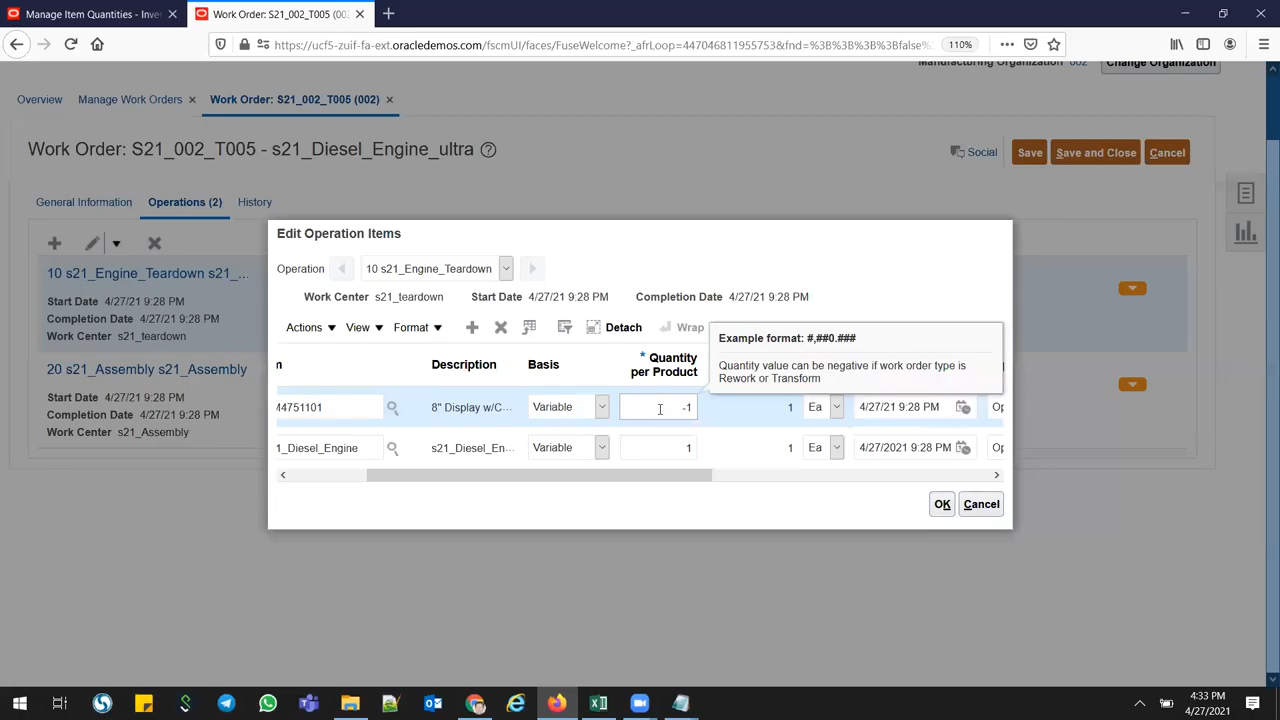 Manage Item Quantities - Inve
Work Order: S21_002_T005 (002)
https://ucf5-zuif-fa-ext.oracledemos.com/fscmUI/faces/FuseWelcome?_afrLoop=447046811955753&fnd=%3B%3B%3B%3Bfalse%
110%
Manufacturing Organization 002
Change Organization
Overview
Manage Work Orders
Work Order: S21_002_T005 (002)
Work Order: S21_002_T005 - s21_Diesel_Engine_ultra
Social
Save
Save and Close
Cancel
General Information
Operations (2)
History
10 s21_Engine_Teardown s21_...
Start Date 4/27/21 9:28 PM
Completion Date 4/27/21 9:28 PM
Work Center s21_teardown
20 s21_Assembly s21_Assembly
Start Date 4/27/21 9:28 PM
Completion Date 4/27/21 9:28 PM
Work Center s21_Assembly
Edit Operation Items
Operation 10 s21_Engine_Teardown
Work Center s21_teardown Start Date 4/27/21 9:28 PM Completion Date 4/27/21 9:28 PM
Actions View Format Detach Wrap
Example format: #,##0.###
Quantity value can be negative if work order type is
Rework or Transform
Description Basis * Quantity
per Product
44751101 8" Display w/C... Variable -1 1 Ea 4/27/21 9:28 PM Op
1_Diesel_Engine s21_Diesel_En... Variable 1 1 Ea 4/27/2021 9:28 PM Op
OK Cancel
4:33 PM
4/27/2021